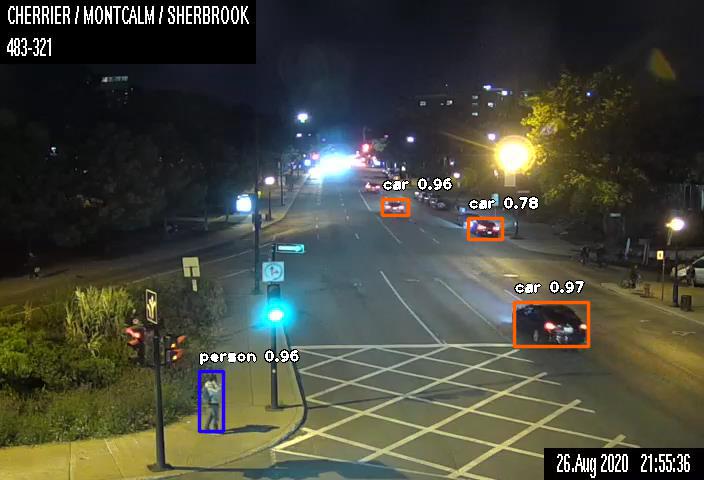 CHERRIER / MONTCALM / SHERBROOK
483-321
car 0.96
car 0.78
car 0.97
person 0.96
26.Aug 2020 21:55:36